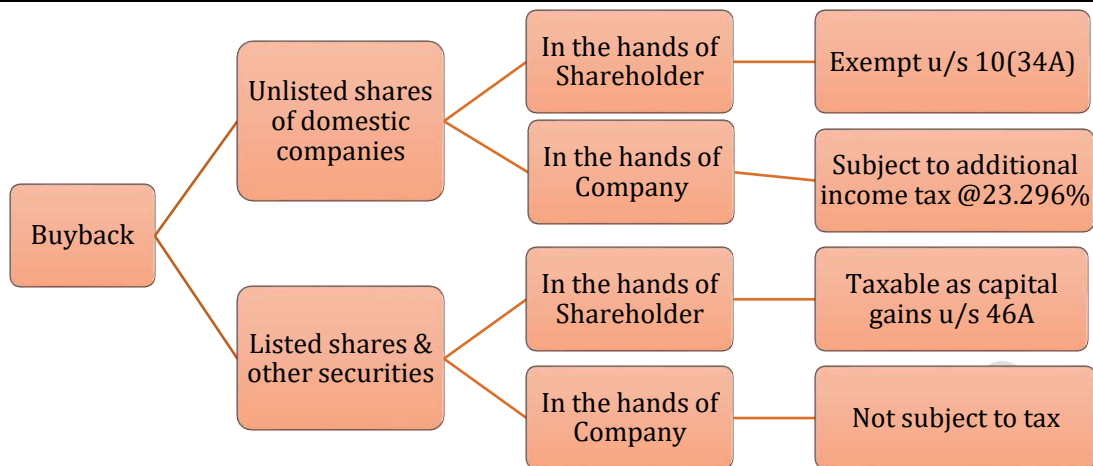 Buyback
Unlisted shares
of domestic
companies
In the hands of
Shareholder
Exempt u/s 10(34A)
In the hands of
Company
Subject to additional
income tax @23.296%
Listed shares &
other securities
In the hands of
Shareholder
Taxable as capital
gains u/s 46A
In the hands of
Company
Not subject to tax